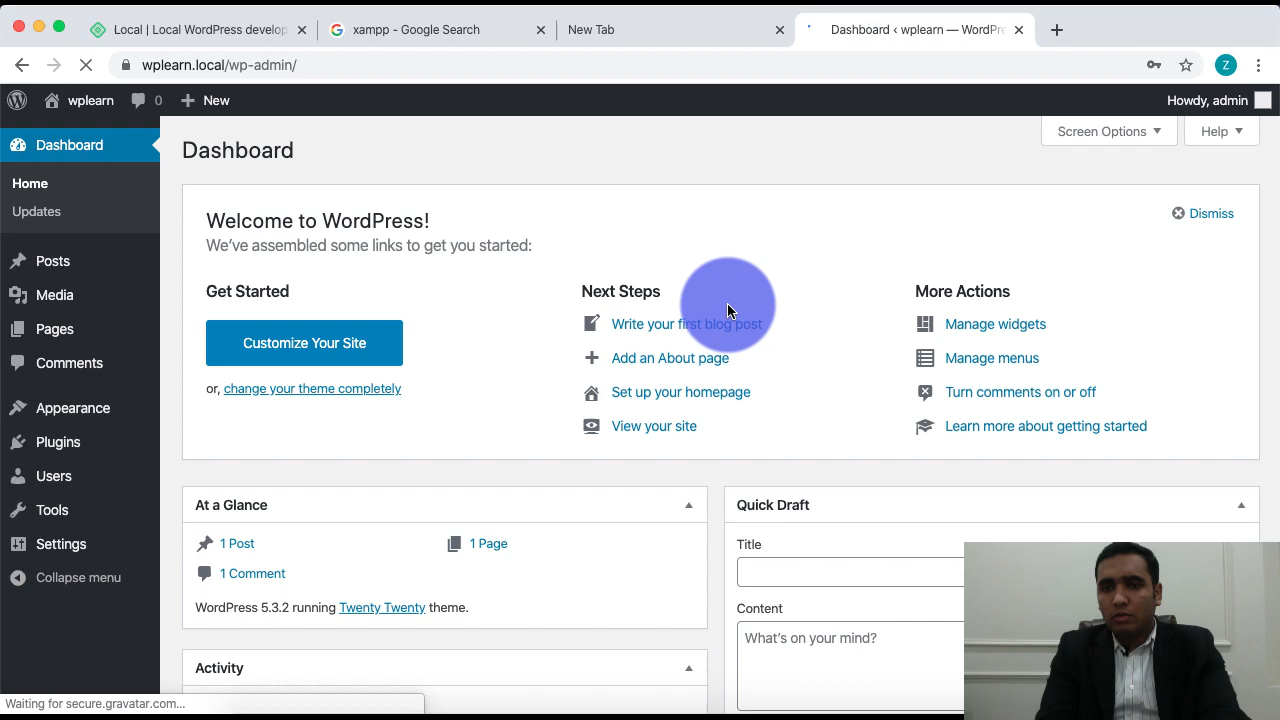 Local | Local WordPress develop
xampp - Google Search
New Tab
Dashboard ‹ wplearn — WordPre
wplearn.local/wp-admin/
Z
wplearn
0
New
Howdy, admin
Dashboard
Home
Updates
Posts
Media
Pages
Comments
Appearance
Plugins
Users
Tools
Settings
Collapse menu
Screen Options
Help
Dashboard
Welcome to WordPress!
Dismiss
We've assembled some links to get you started:
Get Started
Customize Your Site
or, change your theme completely
Next Steps
Write your first blog post
Add an About page
Set up your homepage
View your site
More Actions
Manage widgets
Manage menus
Turn comments on or off
Learn more about getting started
At a Glance
1 Post
1 Page
1 Comment
WordPress 5.3.2 running Twenty Twenty theme.
Activity
Quick Draft
Title
Content
What's on your mind?
Waiting for secure.gravatar.com...